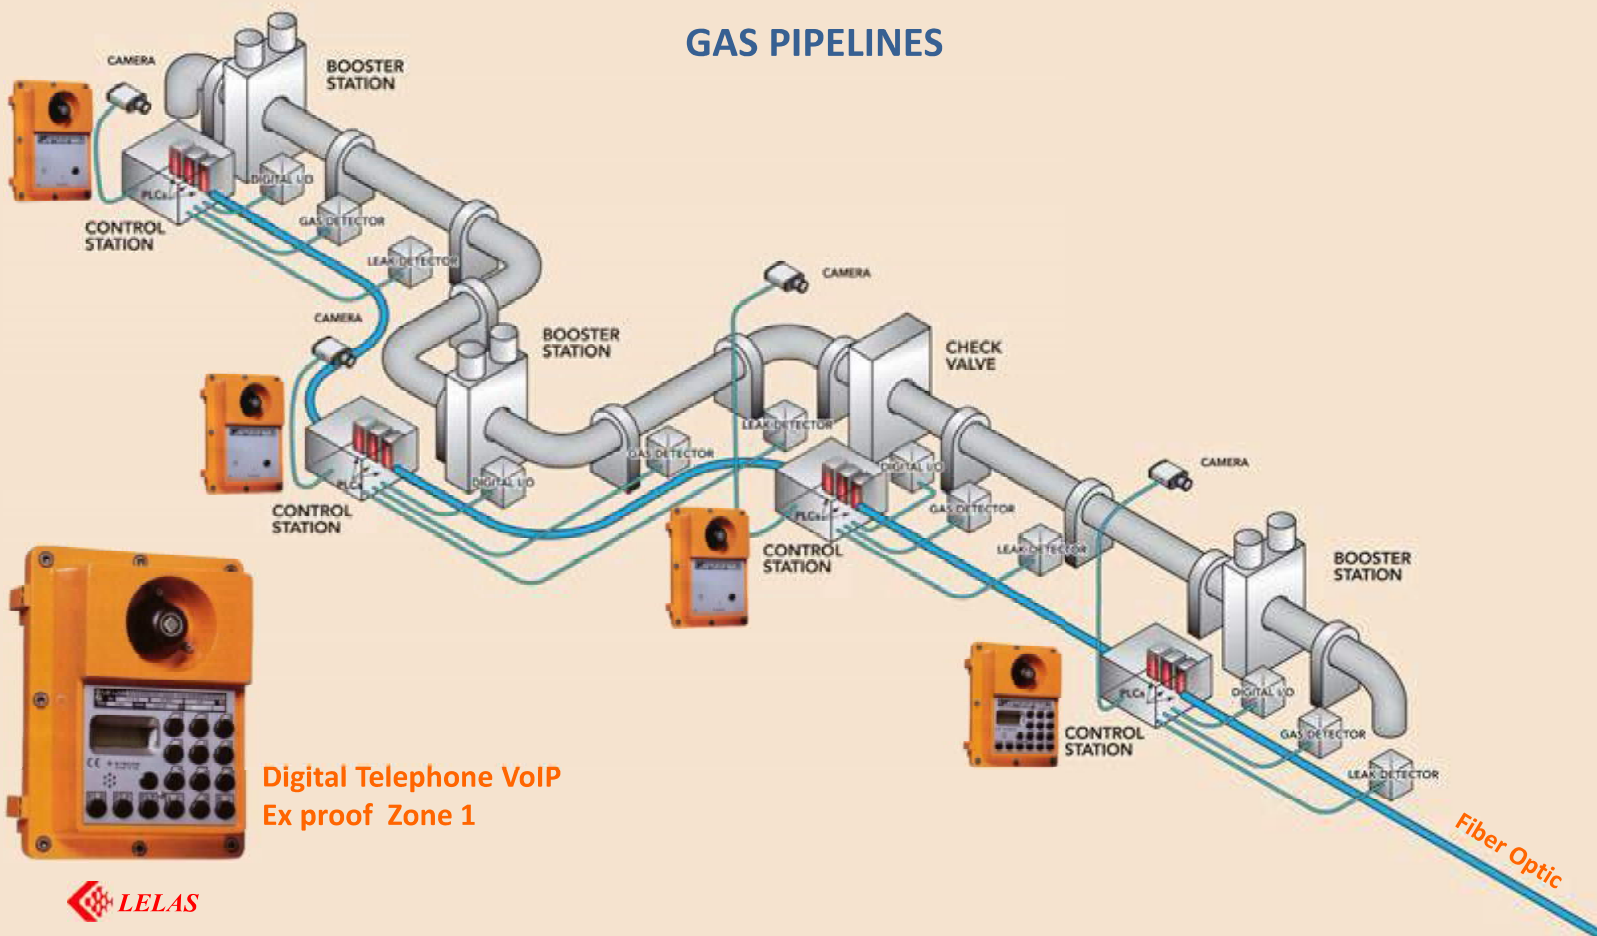 GAS PIPELINES
CAMERA
BOOSTER
STATION
DIGITAL I/O
PLCs
GAS DETECTOR
CONTROL
STATION
LEAK DETECTOR
CAMERA
CAMERA
BOOSTER
STATION
CHECK
VALVE
LEAK DETECTOR
GAS DETECTOR
DIGITAL I/O
PLCs
CONTROL
STATION
DIGITAL I/O
GAS DETECTOR
PLCs
LEAK DETECTOR
CONTROL
STATION
CAMERA
BOOSTER
STATION
PLCs
DIGITAL I/O
GAS DETECTOR
CONTROL
STATION
LEAK DETECTOR
Digital Telephone VoIP
Ex proof Zone 1
Fiber Optic
CE
LELAS